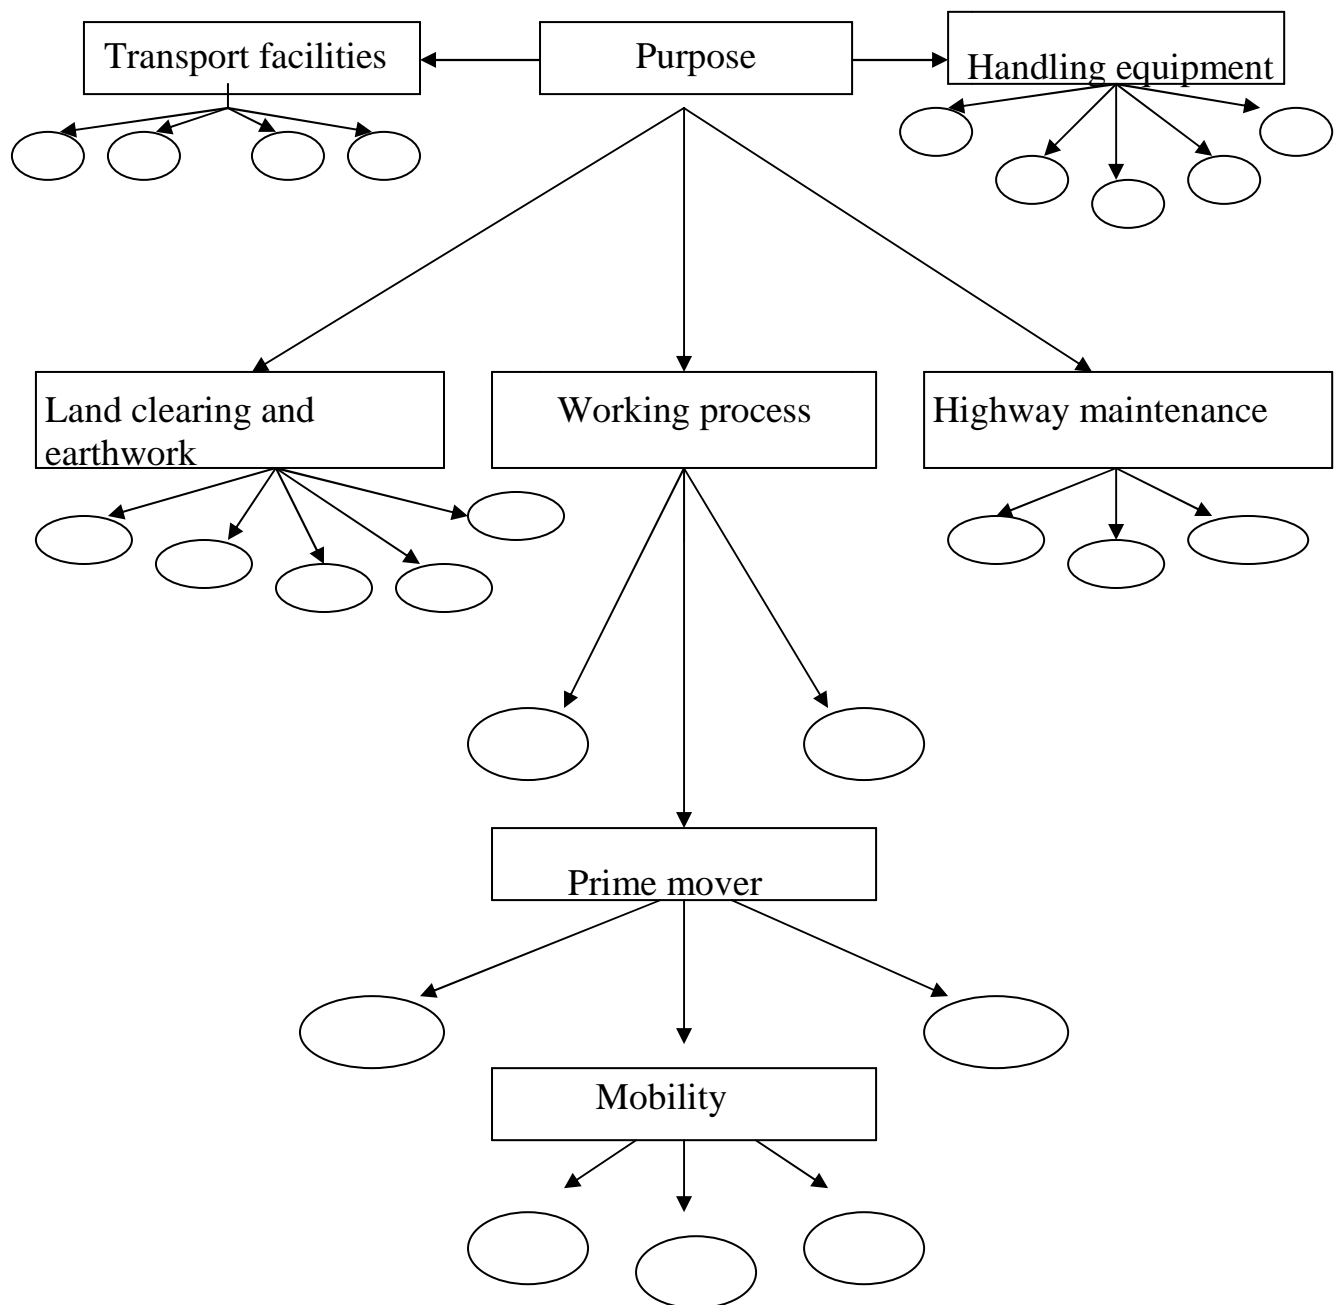 Transport facilities
Purpose
Handling equipment
Land clearing and
earthwork
Working process
Highway maintenance
Prime mover
Mobility